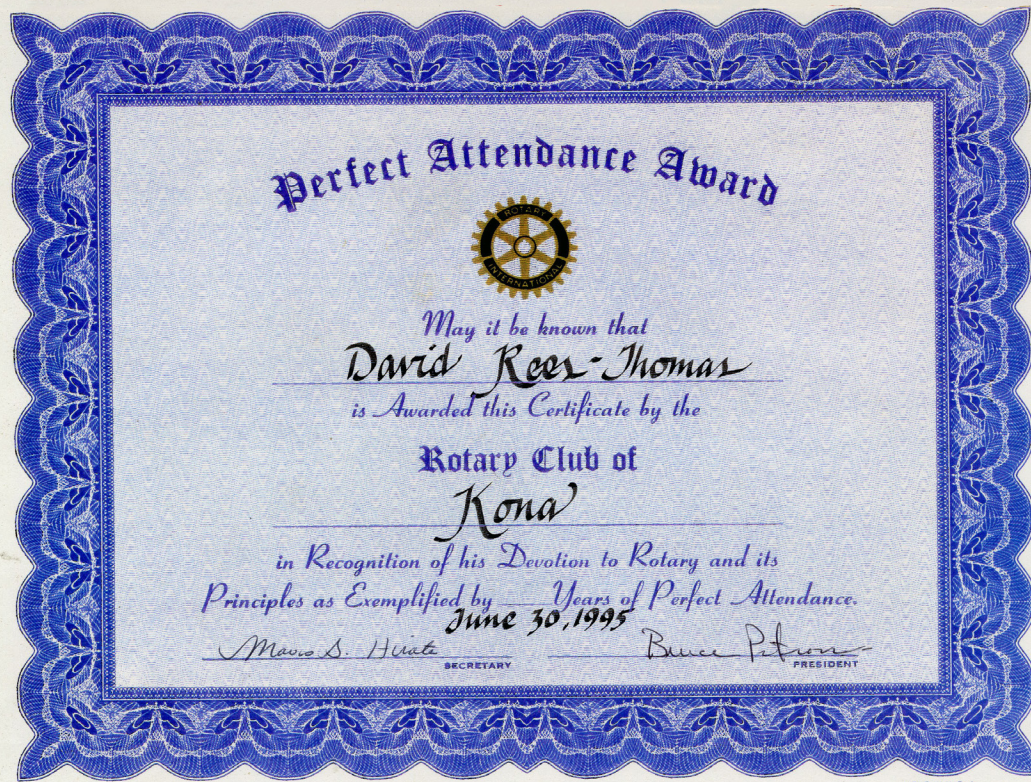 Perfect Attendance Award
ROTARY
INTERNATIONAL
May it be known that
David Rees-Thomas
is Awarded this Certificate by the
Rotary Club of
Kona
in Recognition of his Devotion to Rotary and its
Principles as Exemplified by Years of Perfect Attendance.
June 30, 1995
S. Bruce
SECRETARY PRESIDENT